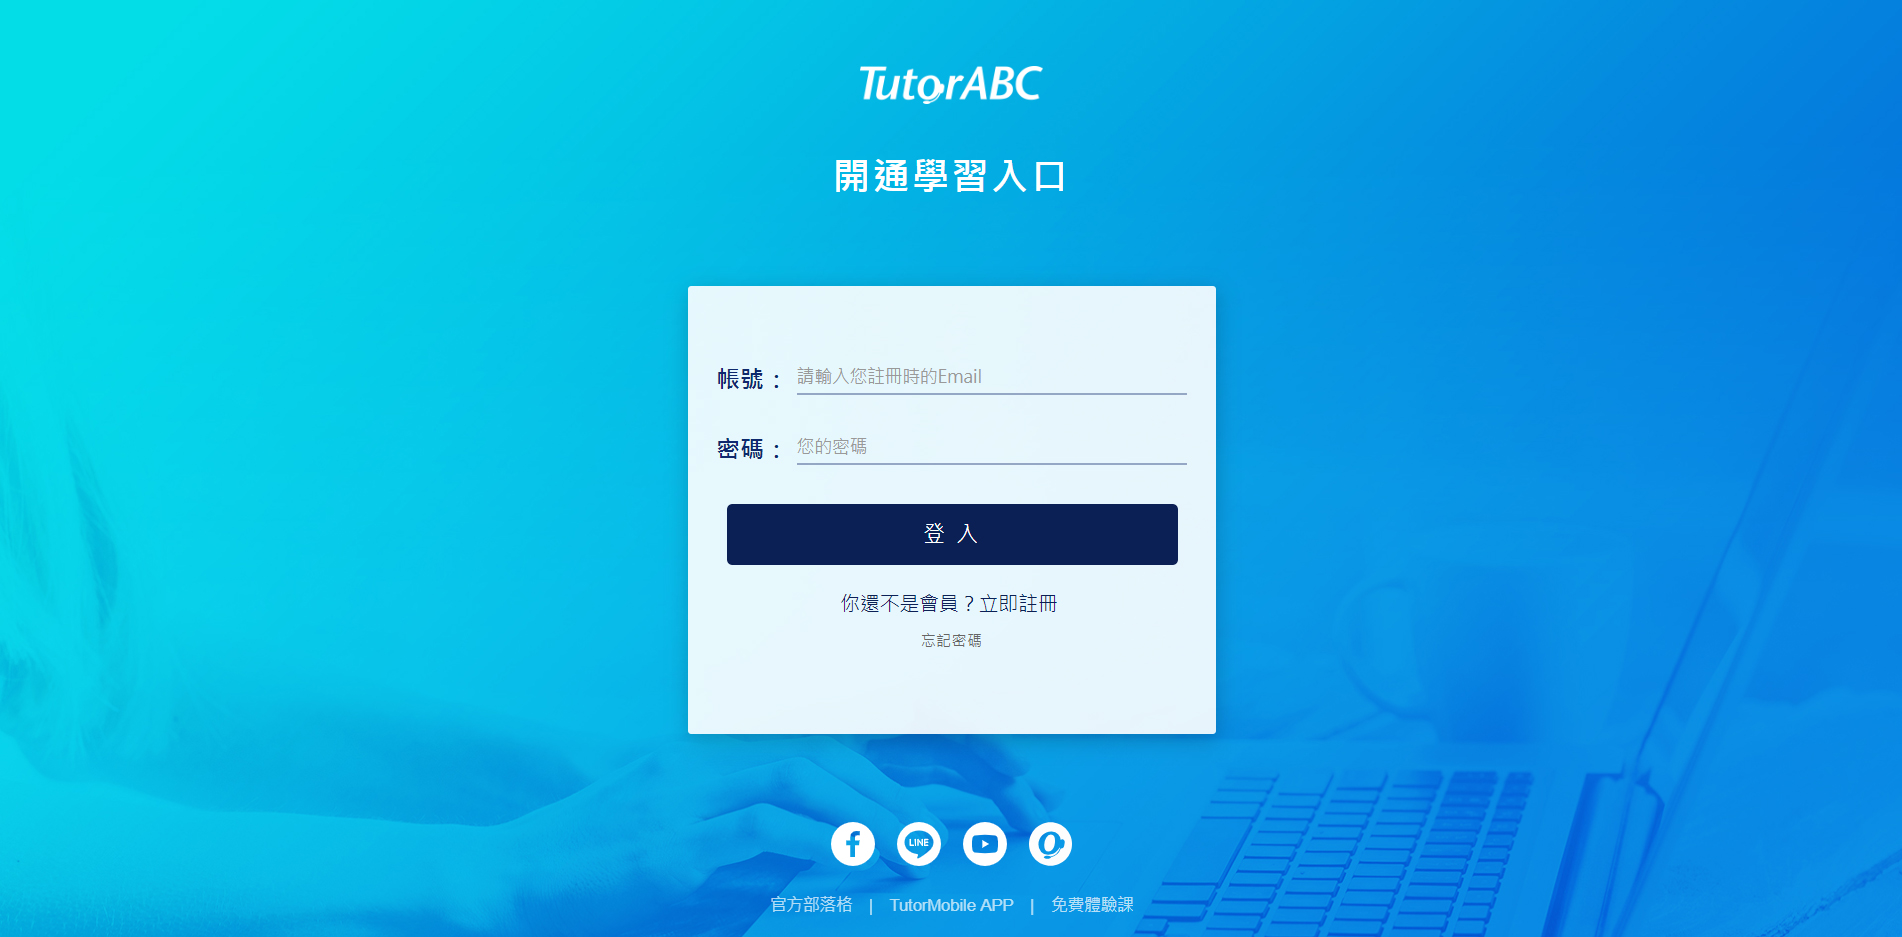 TutorABC
開通學習入口
帳號：
請輸入您註冊時的Email
密碼：
您的密碼
登 入
你還不是會員？立即註冊
忘記密碼
LINE
官方部落格 | TutorMobile APP | 免費體驗課